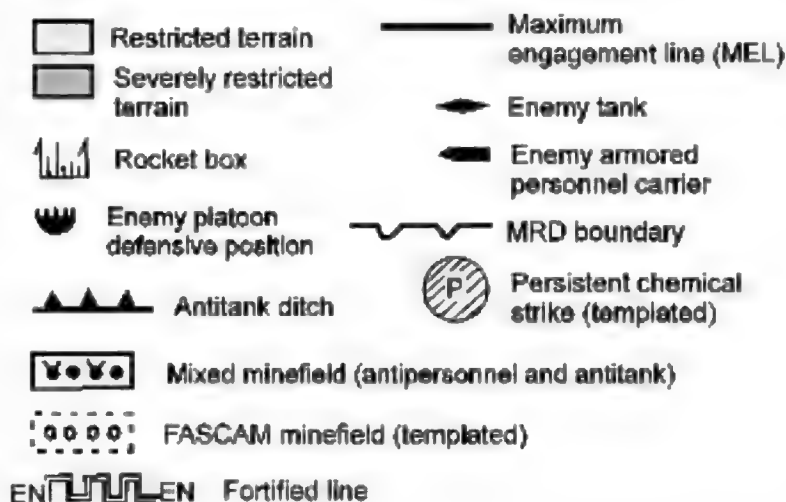 Restricted terrain
Severely restricted
terrain
Rocket box
Enemy platoon
defensive position
Antitank ditch
Maximum
engagement line (MEL)
Enemy tank
Enemy armored
personnel carrier
MRD boundary
P
Persistent chemical
strike (templated)
Mixed minefield (antipersonnel and antitank)
FASCAM minefield (templated)
EN EN Fortified line